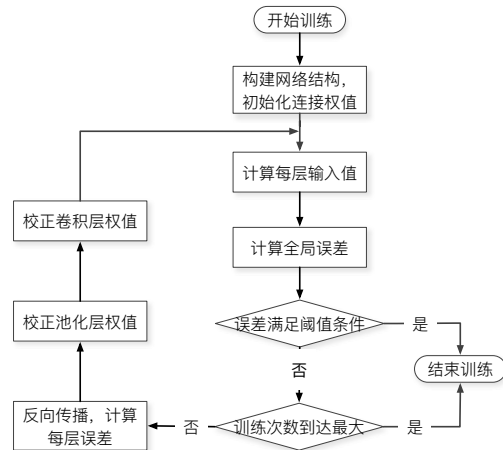 开始训练
构建网络结构,
初始化连接权值
计算每层输入值
校正卷积层权值
计算全局误差
校正池化层权值
误差满足阈值条件
是
否
结束训练
反向传播，计算
每层误差
否
训练次数到达最大
是